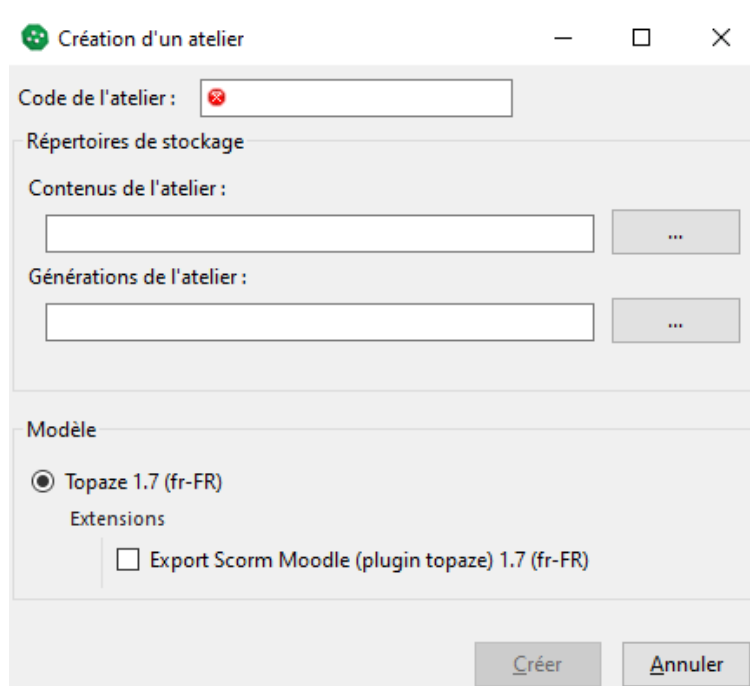 Création d'un atelier
Code de l'atelier :
Répertoires de stockage
Contenus de l'atelier :
...
Générations de l'atelier :
...
Modèle
Topaze 1.7 (fr-FR)
Extensions
Export Scorm Moodle (plugin topaze) 1.7 (fr-FR)
Créer Annuler